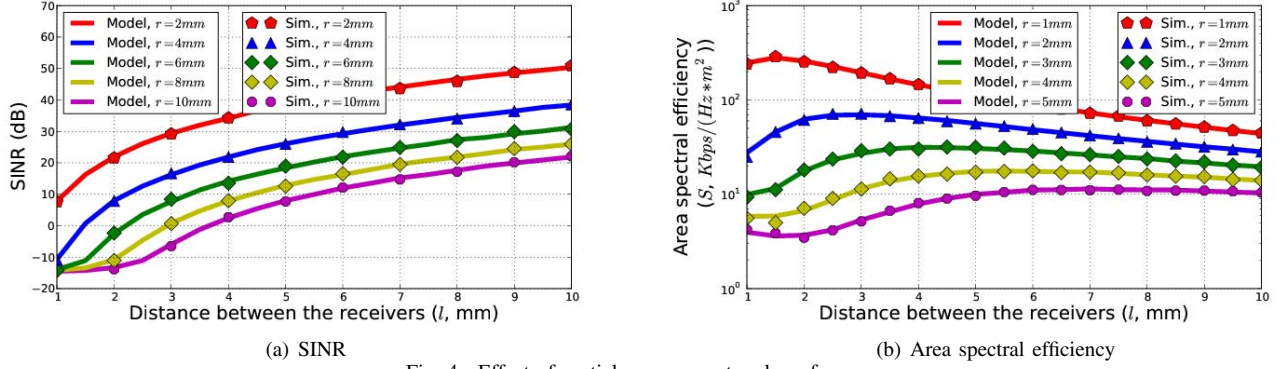 70
60
50
40
30
20
10
0
−10
−20
SINR (dB)
Model, r=2mm
Model, r=4mm
Model, r=6mm
Model, r=8mm
Model, r=10mm
Sim., r=2mm
Sim., r=4mm
Sim., r=6mm
Sim., r=8mm
Sim., r=10mm
1 2 3 4 5 6 7 8 9 10
Distance between the receivers (l, mm)
(a) SINR
10³
10²
10¹
10⁰
Area spectral efficiency
(S, Kbps/(Hz∗m²))
Model, r=1mm
Model, r=2mm
Model, r=3mm
Model, r=4mm
Model, r=5mm
Sim., r=1mm
Sim., r=2mm
Sim., r=3mm
Sim., r=4mm
Sim., r=5mm
1 2 3 4 5 6 7 8 9 10
Distance between the receivers (l, mm)
(b) Area spectral efficiency